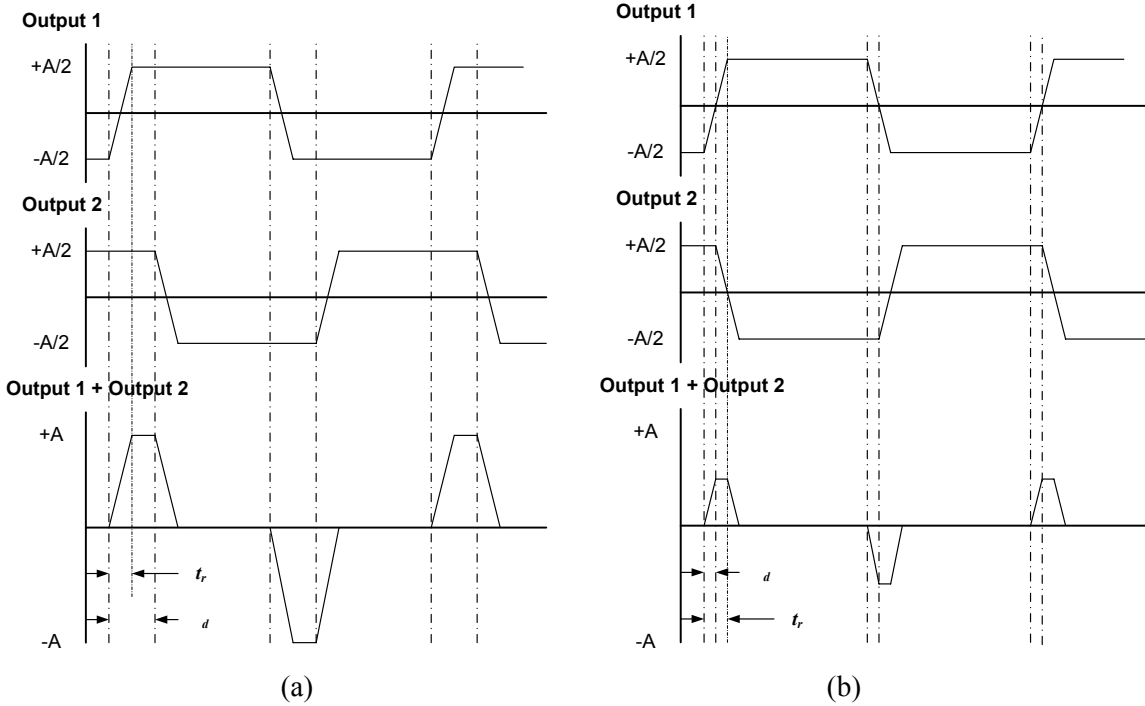 Output 1
+A/2
-A/2
Output 2
+A/2
-A/2
Output 1 + Output 2
+A
t_r
d
-A
(a)
Output 1
+A/2
-A/2
Output 2
+A/2
-A/2
Output 1 + Output 2
+A
d
t_r
-A
(b)